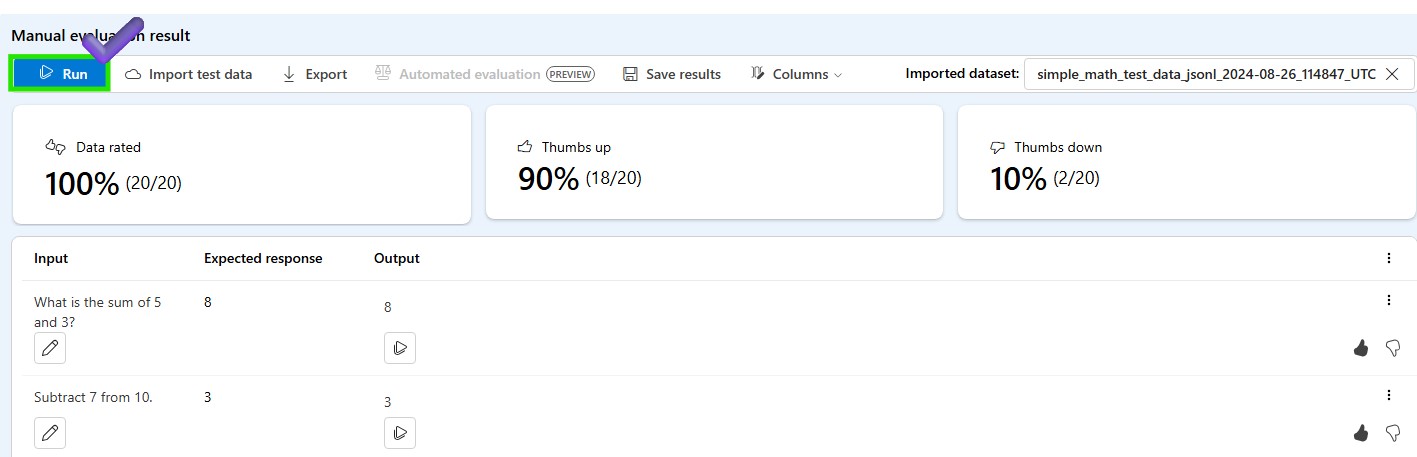 Manual evaluation result
Run Import test data Export Automated evaluation PREVIEW Save results Columns Imported dataset: simple_math_test_data_jsonl_2024-08-26_114847_UTC
Data rated
100% (20/20)
Thumbs up
90% (18/20)
Thumbs down
10% (2/20)
Input Expected response Output
What is the sum of 5 8 8
and 3?
Subtract 7 from 10. 3 3